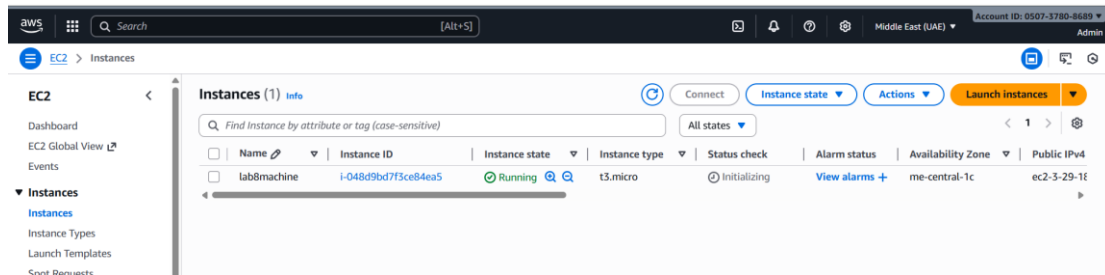 aws Search [Alt+S] Middle East (UAE) ▼ Account ID: 0507-3780-8689 ▼
Admin
EC2 > Instances
EC2
Dashboard
EC2 Global View
Events
▼ Instances
Instances
Instance Types
Launch Templates
Spot Requests
Instances (1) Info Connect Instance state ▼ Actions ▼ Launch instances ▼
Find Instance by attribute or tag (case-sensitive) All states ▼ < 1 >
Name Instance ID Instance state Instance type Status check Alarm status Availability Zone Public IPv4
lab8machine i-048d9bd7f3ce84ea5 Running t3.micro Initializing View alarms + me-central-1c ec2-3-29-18